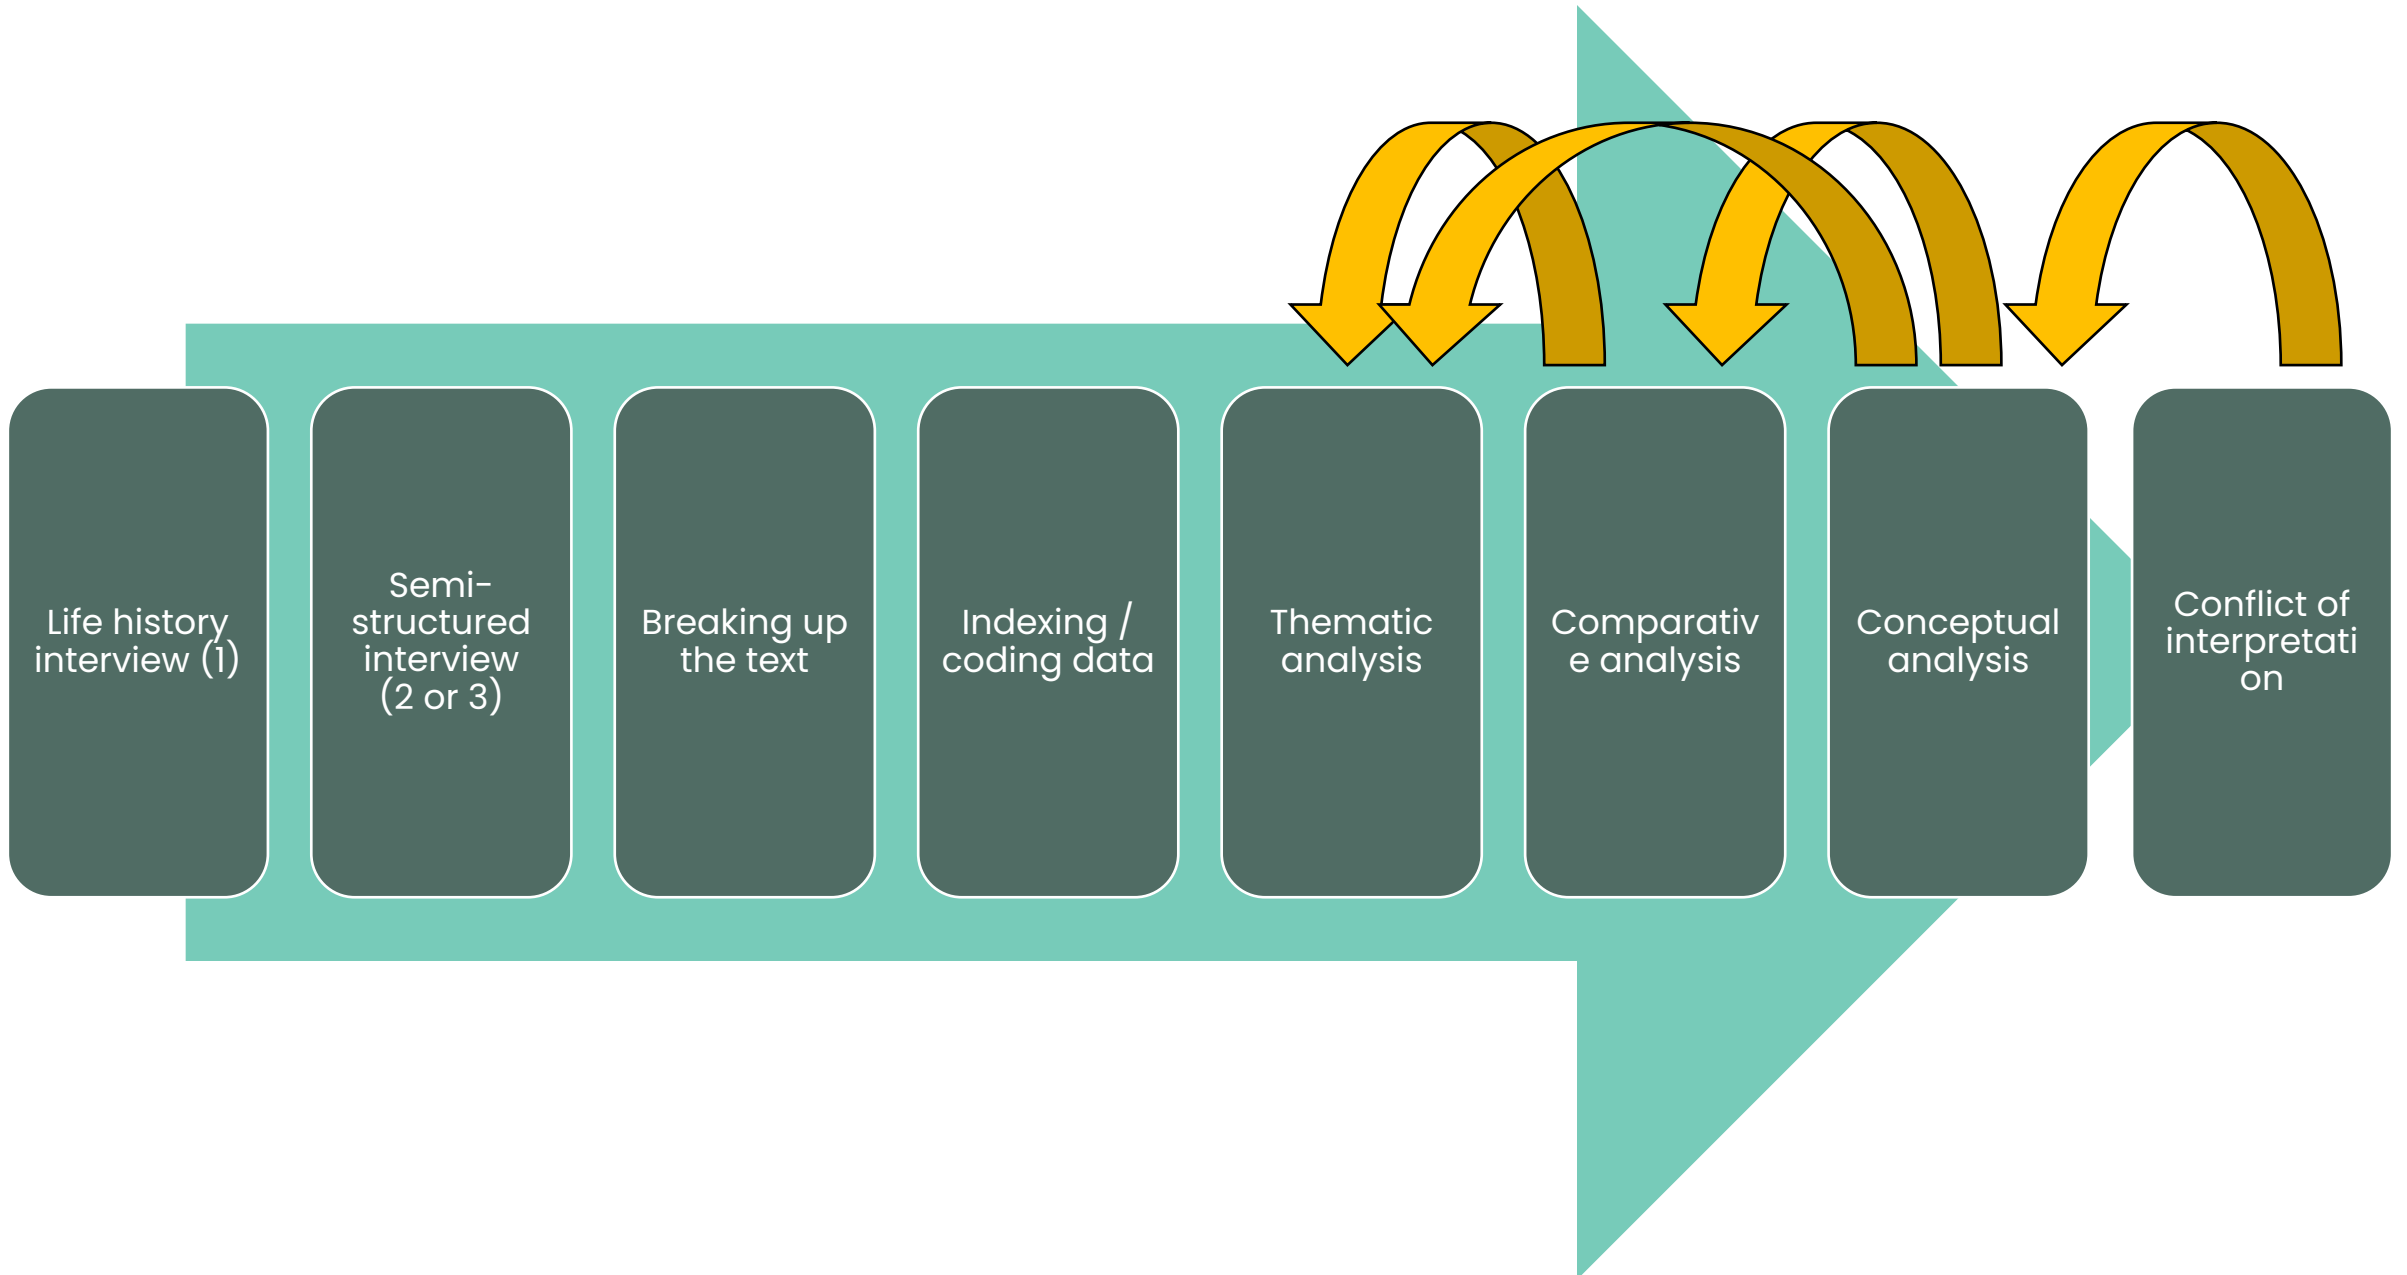 Life history
interview (1)
Semi-
structured
interview
(2 or 3)
Breaking up
the text
Indexing /
coding data
Thematic
analysis
Comparativ
e analysis
Conceptual
analysis
Conflict of
interpretati
on